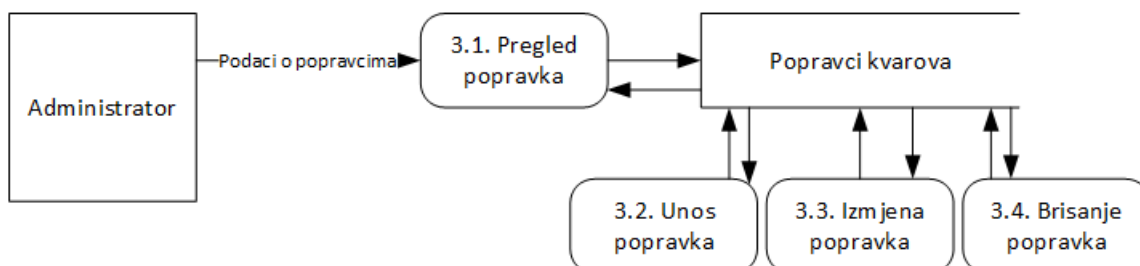 Administrator
Podaci o popravcima
3.1. Pregled
popravka
Popravci kvarova
3.2. Unos
popravka
3.3. Izmjena
popravka
3.4. Brisanje
popravka